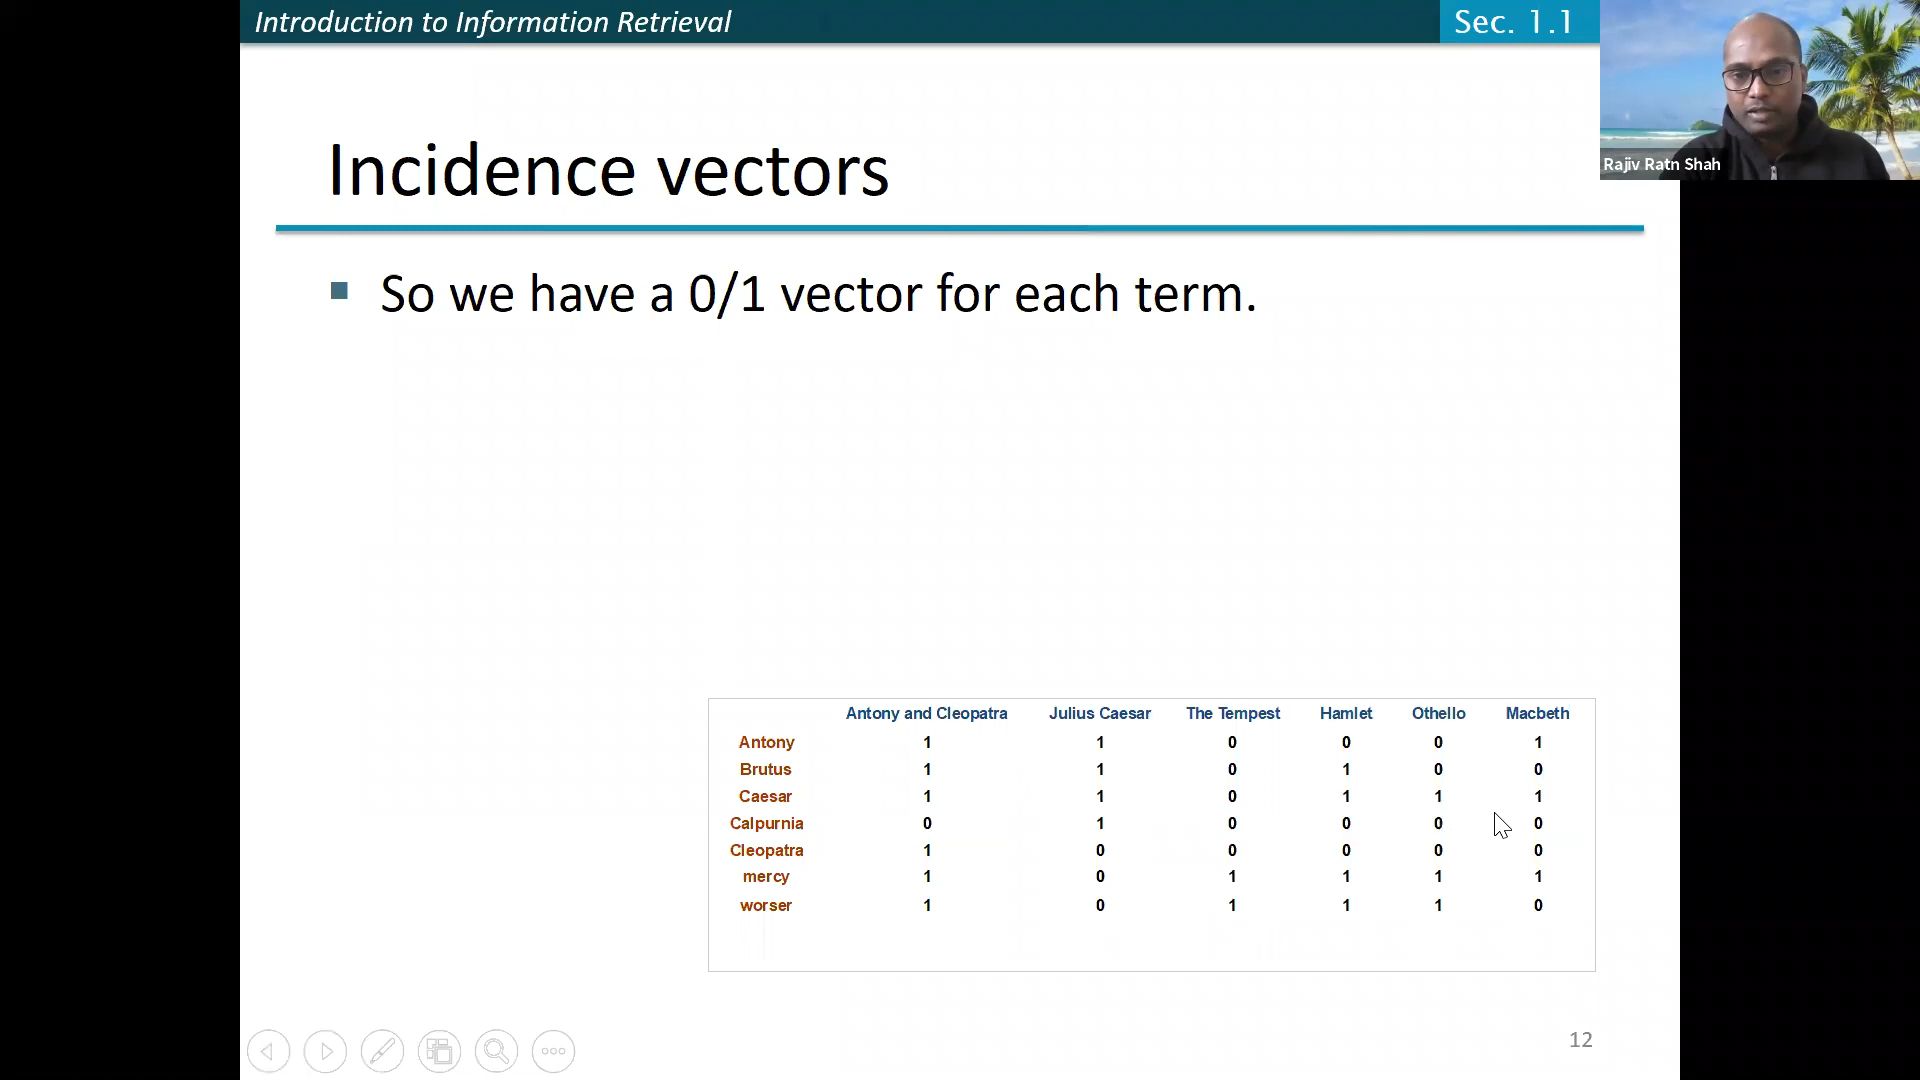 Introduction to Information Retrieval
Sec. 1.1
Rajiv Ratn Shah
Incidence vectors
So we have a 0/1 vector for each term.
Antony and Cleopatra Julius Caesar The Tempest Hamlet Othello Macbeth
Antony 1 1 0 0 0 1
Brutus 1 1 0 1 0 0
Caesar 1 1 0 1 1 1
Calpurnia 0 1 0 0 0 0
Cleopatra 1 0 0 0 0 0
mercy 1 0 1 1 1 1
worser 1 0 1 1 1 0
12